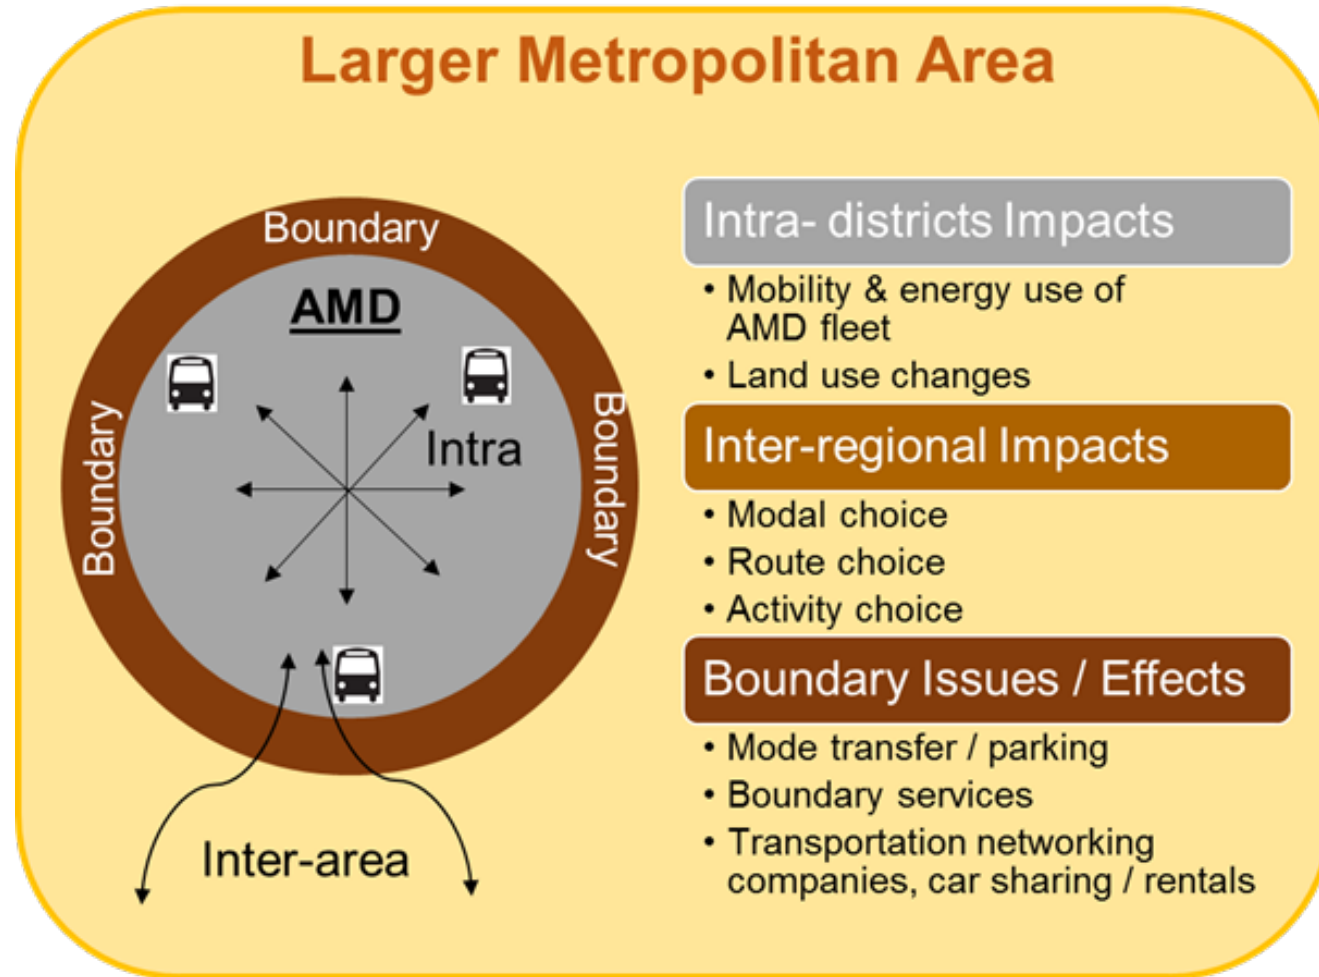 Larger Metropolitan Area
Boundary
AMD
Boundary
Boundary
Intra
Inter-area
Intra- districts Impacts
• Mobility & energy use of
AMD fleet
• Land use changes
Inter-regional Impacts
• Modal choice
• Route choice
• Activity choice
Boundary Issues / Effects
• Mode transfer / parking
• Boundary services
• Transportation networking
companies, car sharing / rentals